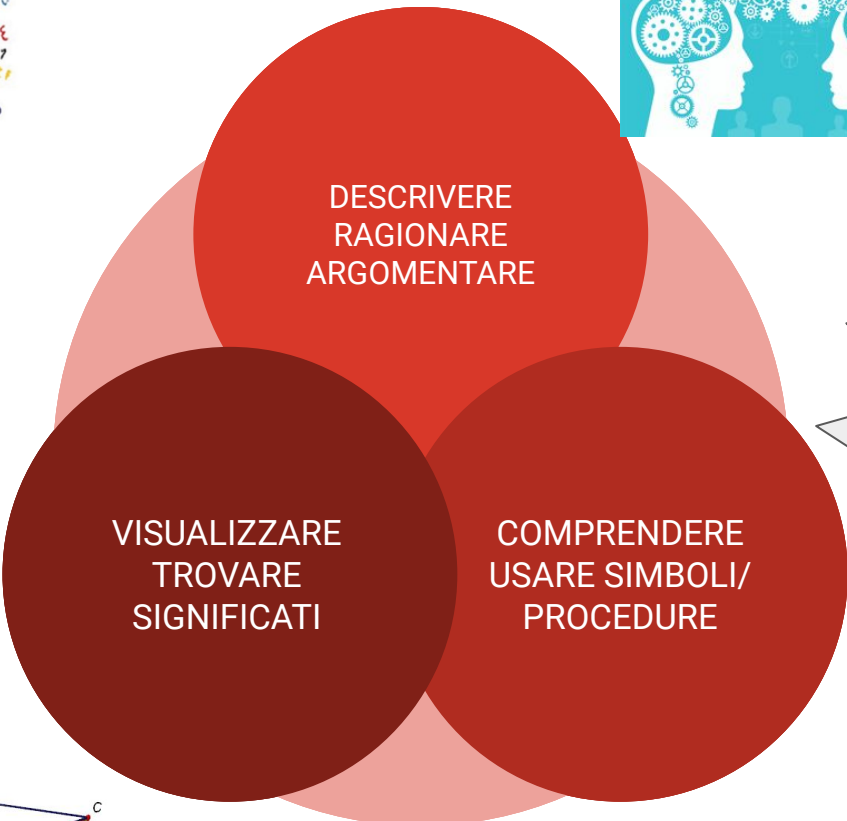 DESCRIVERE
RAGIONARE
ARGOMENTARE
VISUALIZZARE
TROVARE
SIGNIFICATI
COMPRENDERE
USARE SIMBOLI/
PROCEDURE
C